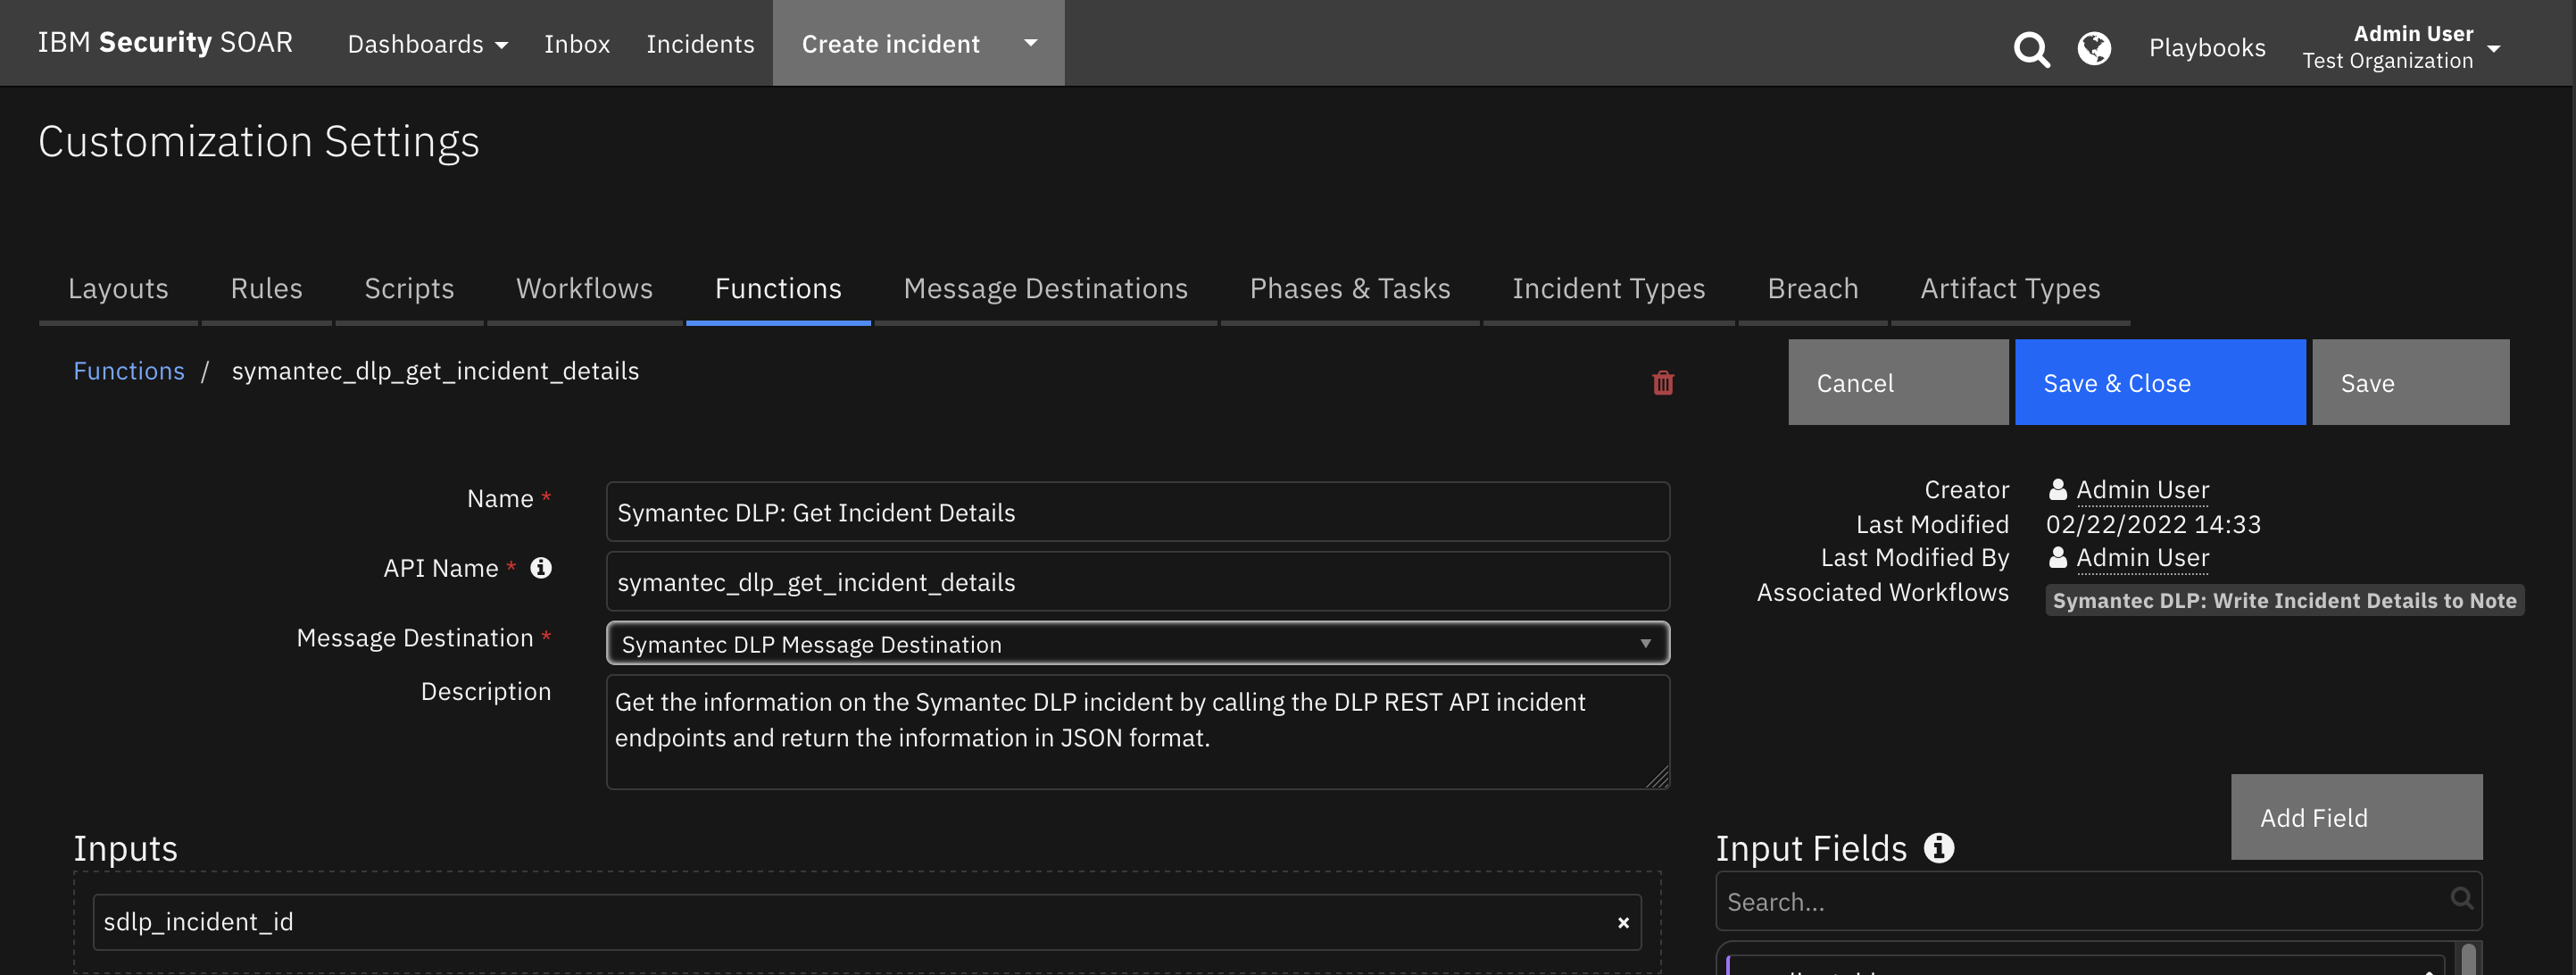 IBM Security SOAR Dashboards Inbox Incidents Create incident Playbooks Admin User
Test Organization
Customization Settings
Layouts Rules Scripts Workflows Functions Message Destinations Phases & Tasks Incident Types Breach Artifact Types
Functions / symantec_dlp_get_incident_details
Cancel Save & Close Save
Name * Symantec DLP: Get Incident Details
API Name * symantec_dlp_get_incident_details
Message Destination * Symantec DLP Message Destination
Description Get the information on the Symantec DLP incident by calling the DLP REST API incident
endpoints and return the information in JSON format.
Creator Admin User
Last Modified 02/22/2022 14:33
Last Modified By Admin User
Associated Workflows Symantec DLP: Write Incident Details to Note
Inputs
sdlp_incident_id ×
Add Field
Input Fields
Search...